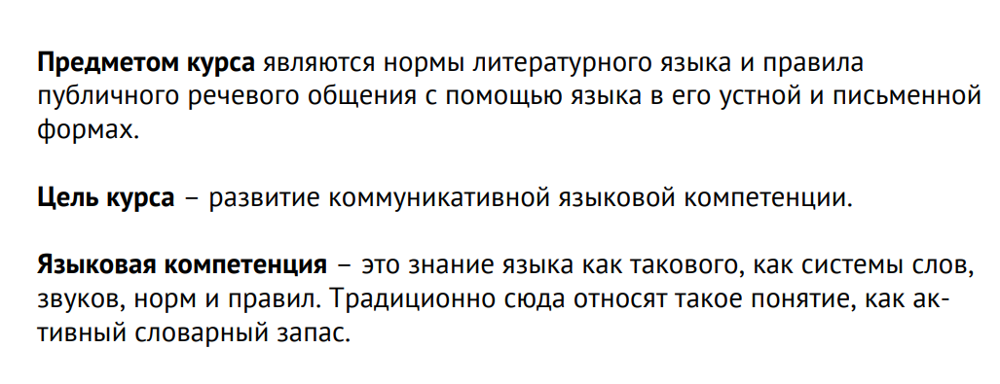 Предметом курса являются нормы литературного языка и правила
публичного речевого общения с помощью языка в его устной и письменной
формах.
Цель курса – развитие коммуникативной языковой компетенции.
Языковая компетенция – это знание языка как такового, как системы слов,
звуков, норм и правил. Традиционно сюда относят такое понятие, как ак-
тивный словарный запас.